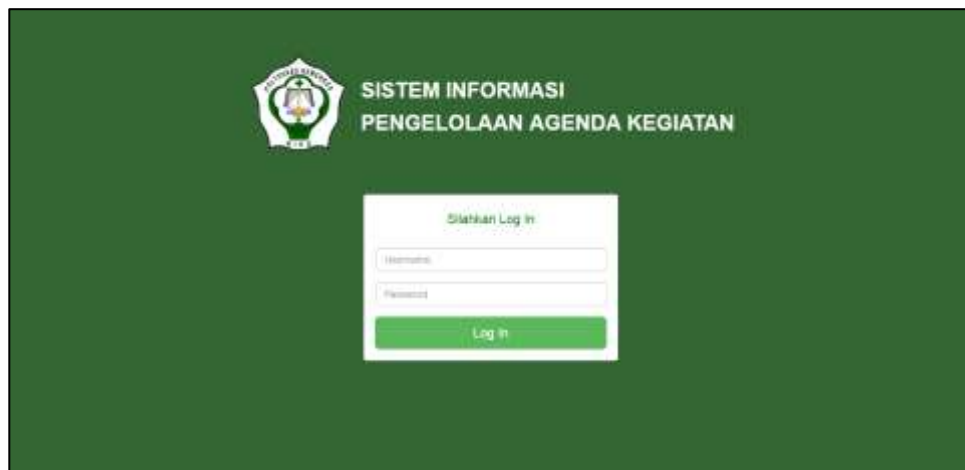 SISTEM INFORMASI
PENGELOLAAN AGENDA KEGIATAN
Silahkan Log In
Username
Password
Log In